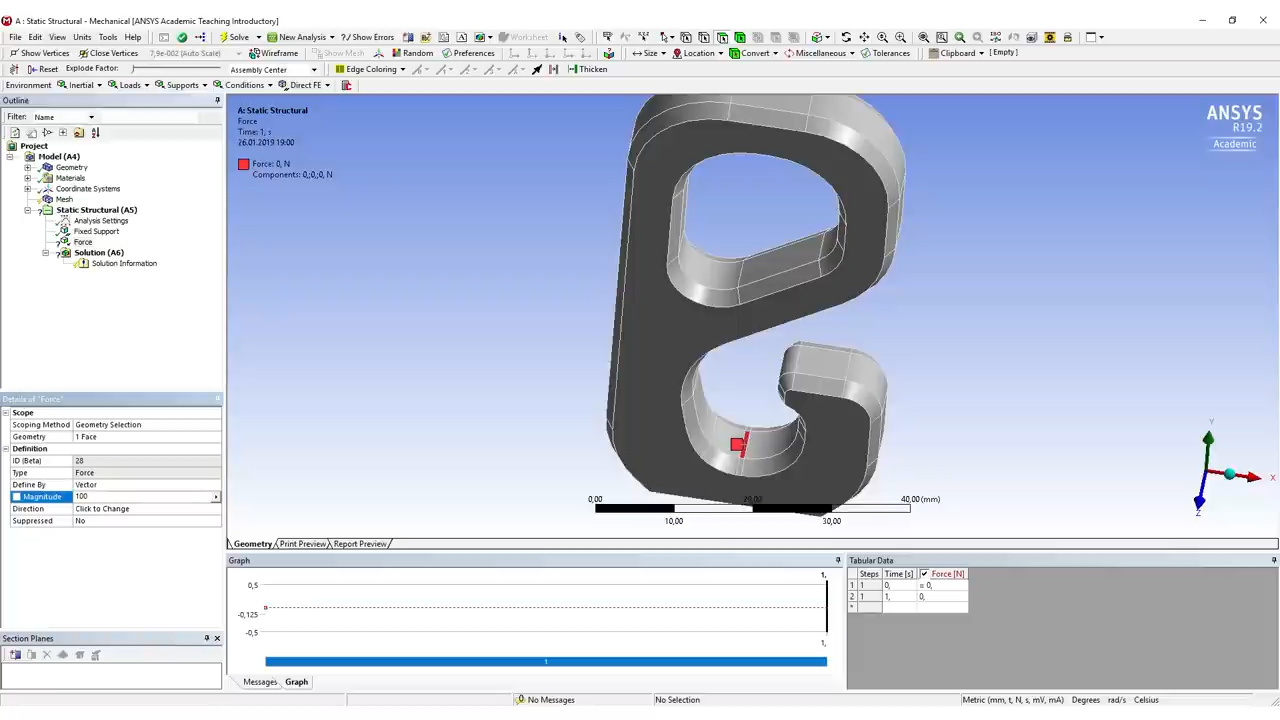 A : Static Structural - Mechanical [ANSYS Academic Teaching Introductory]
File Edit View Units Tools Help Solve New Analysis Show Errors Worksheet
Show Vertices Close Vertices 7,9e-002 (Auto Scale) Wireframe Show Mesh Random Preferences Size Location Convert Miscellaneous Tolerances Clipboard [ Empty ]
Reset Explode Factor: Assembly Center Edge Coloring Thicken
Environment Inertial Loads Supports Conditions Direct FE
Outline
Filter: Name
Project
Model (A4)
Geometry
Materials
Coordinate Systems
Mesh
Static Structural (A5)
Analysis Settings
Fixed Support
Force
Solution (A6)
Solution Information
Details of "Force"
Scope
Scoping Method Geometry Selection
Geometry 1 Face
Definition
ID (Beta) 28
Type Force
Define By Vector
Magnitude 100
Direction Click to Change
Suppressed No
Section Planes
A: Static Structural
Force
Time: 1, s
26.01.2019 19:00
Force: 0, N
Components: 0,;0,;0, N
ANSYS
R19.2
Academic
Y
X
Z
0,00 20,00 40,00 (mm)
10,00 30,00
Geometry Print Preview Report Preview
Graph
1,
0,5
-0,125
-0,5
1,
1
Messages Graph
Tabular Data
Steps Time [s] Force [N]
1 1 0, = 0,
2 1 1, 0,
*
No Messages No Selection Metric (mm, t, N, s, mV, mA) Degrees rad/s Celsius